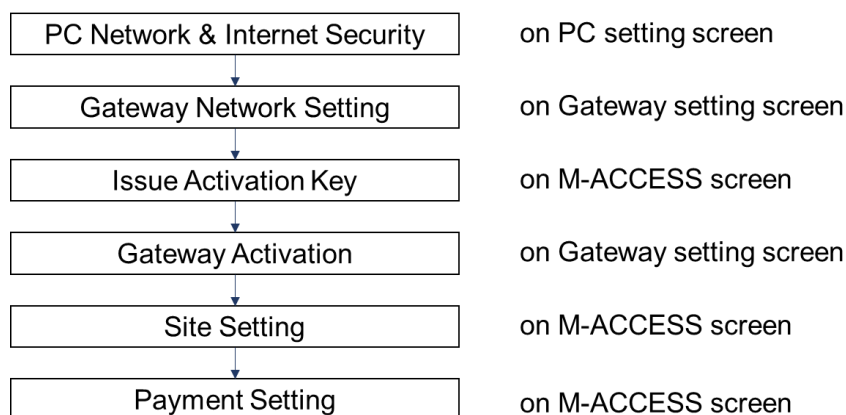 PC Network & Internet Security on PC setting screen
Gateway Network Setting on Gateway setting screen
Issue Activation Key on M-ACCESS screen
Gateway Activation on Gateway setting screen
Site Setting on M-ACCESS screen
Payment Setting on M-ACCESS screen